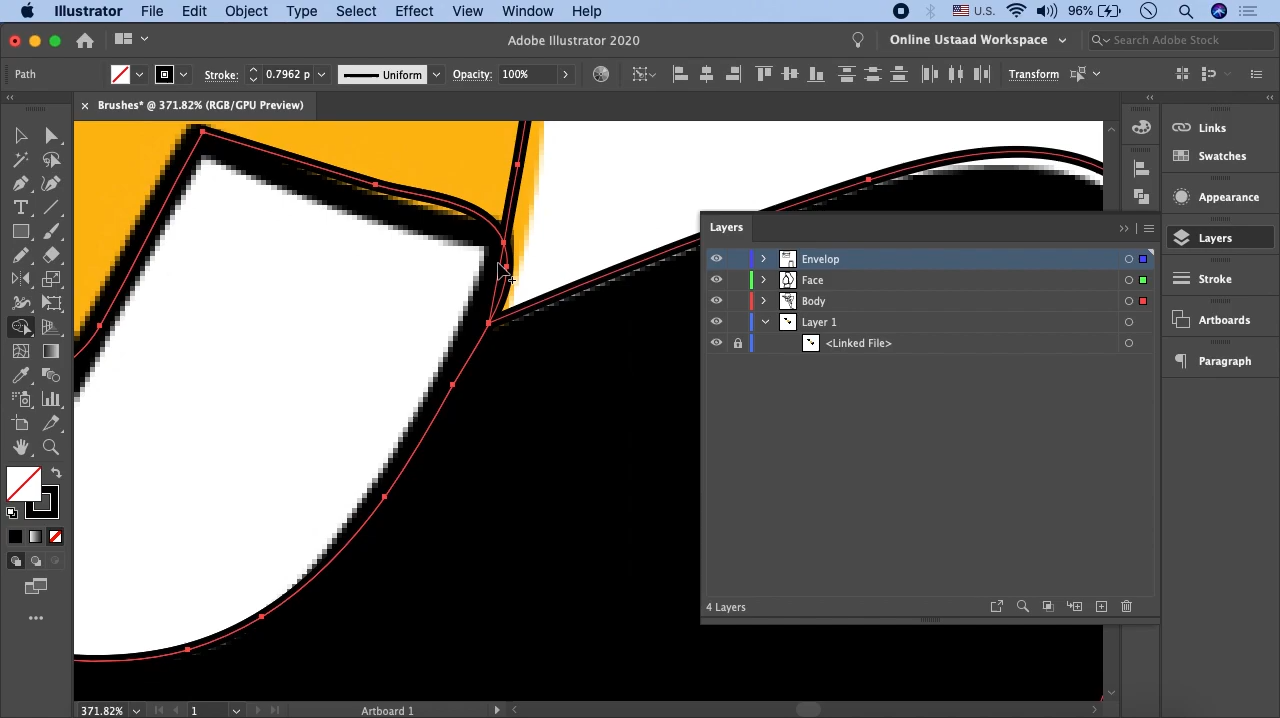 Illustrator File Edit Object Type Select Effect View Window Help U.S. 96%
Adobe Illustrator 2020 Online Ustaad Workspace Search Adobe Stock
Path Stroke: 0.7962 p Uniform Opacity: 100% Transform
Brushes* @ 371.82% (RGB/GPU Preview)
Links
Swatches
Appearance
Layers
Stroke
Artboards
Paragraph
Layers
Envelop
Face
Body
Layer 1
<Linked File>
4 Layers
371.82% 1 Artboard 1